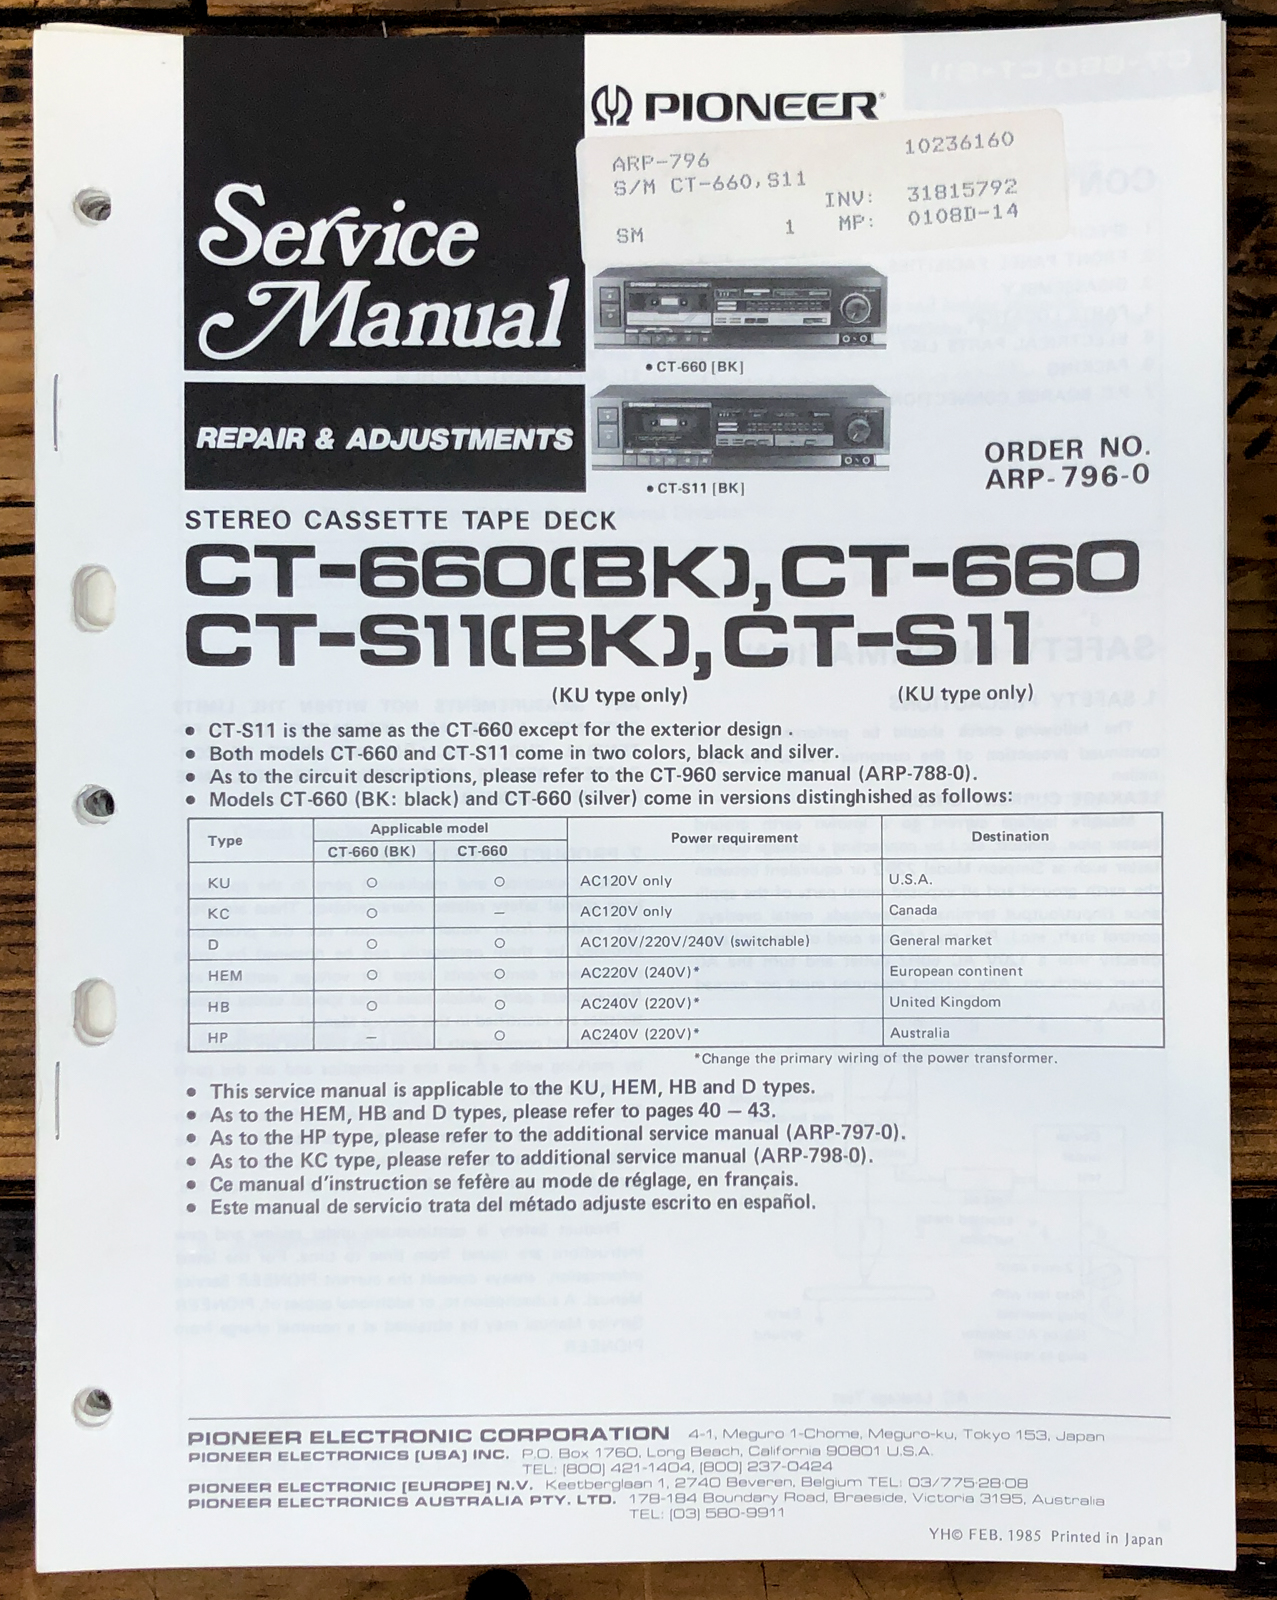 PIONEER®
ARP-796 10236160
S/M CT-660,S11
INV: 31815792
SM 1 MP: 0108D-14
Service
Manual
• CT-660 [BK]
REPAIR & ADJUSTMENTS
• CT-S11 [BK]
ORDER NO.
ARP-796-0
STEREO CASSETTE TAPE DECK
CT-660(BK), CT-660
CT-S11(BK), CT-S11
(KU type only) (KU type only)
• CT-S11 is the same as the CT-660 except for the exterior design.
• Both models CT-660 and CT-S11 come in two colors, black and silver.
• As to the circuit descriptions, please refer to the CT-960 service manual (ARP-788-0).
• Models CT-660 (BK: black) and CT-660 (silver) come in versions distinghished as follows:
Type Applicable model Power requirement Destination
CT-660 (BK) CT-660
KU ○ ○ AC120V only U.S.A.
KC ○ – AC120V only Canada
D ○ ○ AC120V/220V/240V (switchable) General market
HEM ○ ○ AC220V (240V)* European continent
HB ○ ○ AC240V (220V)* United Kingdom
HP – ○ AC240V (220V)* Australia
*Change the primary wiring of the power transformer.
• This service manual is applicable to the KU, HEM, HB and D types.
• As to the HEM, HB and D types, please refer to pages 40 – 43.
• As to the HP type, please refer to the additional service manual (ARP-797-0).
• As to the KC type, please refer to additional service manual (ARP-798-0).
• Ce manual d'instruction se fefère au mode de réglage, en français.
• Este manual de servicio trata del métado adjuste escrito en español.
PIONEER ELECTRONIC CORPORATION 4-1, Meguro 1-Chome, Meguro-ku, Tokyo 153, Japan
PIONEER ELECTRONICS [USA] INC. P.O. Box 1760, Long Beach, California 90801 U.S.A.
TEL: [800] 421-1404, [800] 237-0424
PIONEER ELECTRONIC [EUROPE] N.V. Keetberglaan 1, 2740 Beveren, Belgium TEL: 03/775·28·08
PIONEER ELECTRONICS AUSTRALIA PTY. LTD. 178-184 Boundary Road, Braeside, Victoria 3195, Australia
TEL: [03] 580-9911
YH© FEB. 1985 Printed in Japan